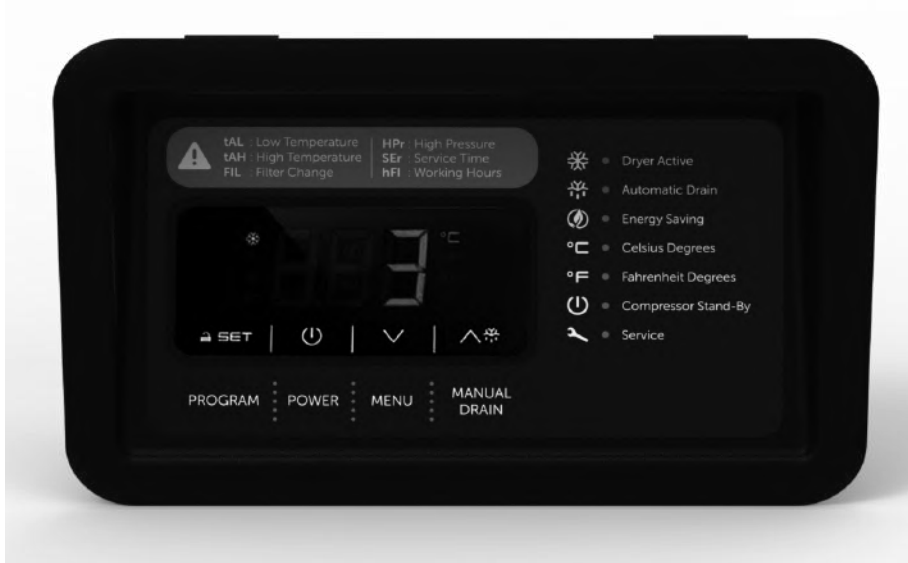 tAL : Low Temperature
tAH : High Temperature
FIL : Filter Change
HPr : High Pressure
SEr : Service Time
hFl : Working Hours
3 °C
SET
PROGRAM
POWER
MENU
MANUAL
DRAIN
Dryer Active
Automatic Drain
Energy Saving
°C Celsius Degrees
°F Fahrenheit Degrees
Compressor Stand-By
Service